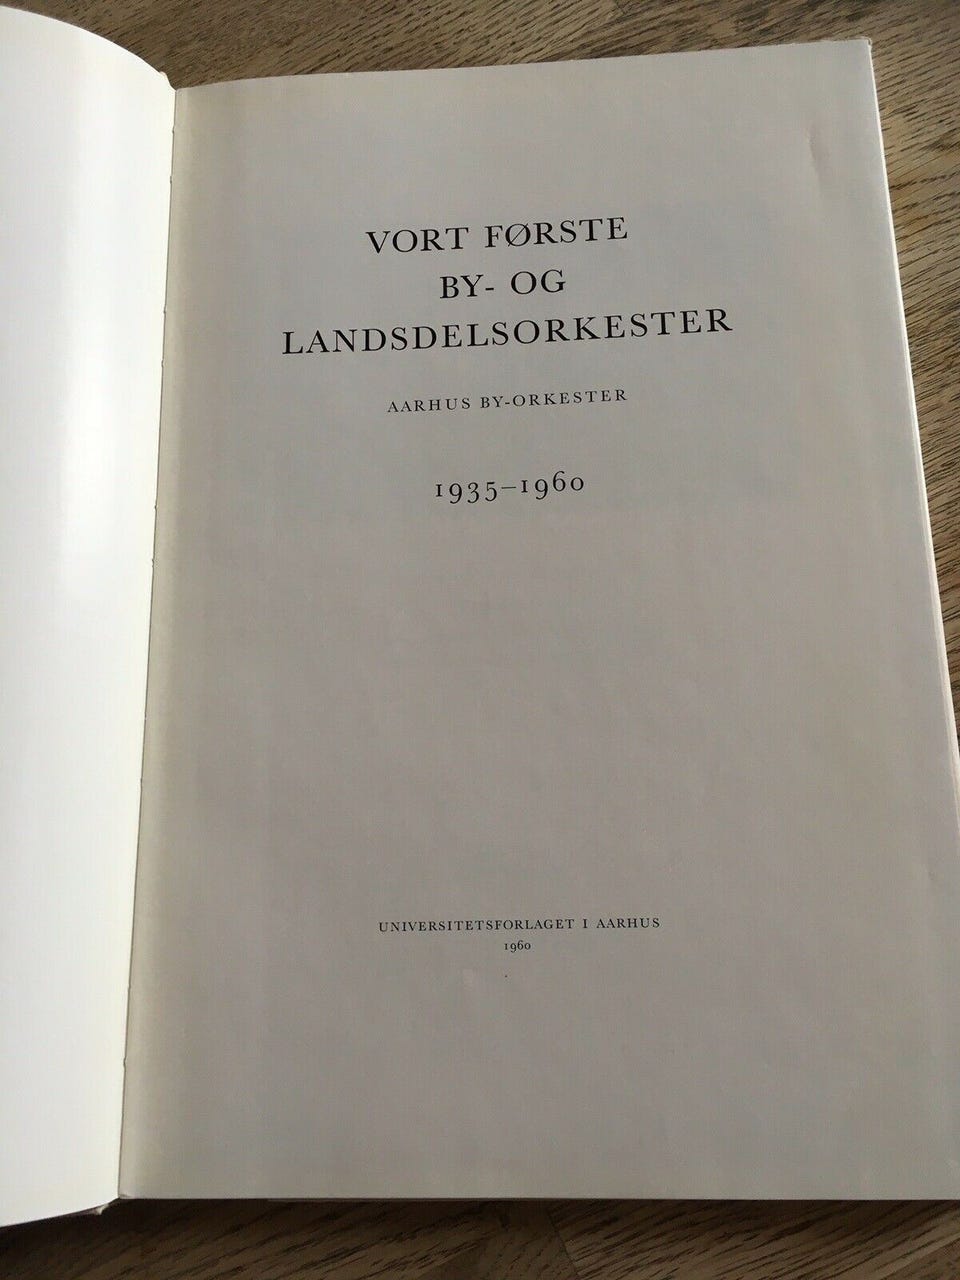 VORT FØRSTE
BY- OG
LANDSDELSORKESTER
AARHUS BY-ORKESTER
1935–1960
UNIVERSITETSFORLAGET I AARHUS
1960